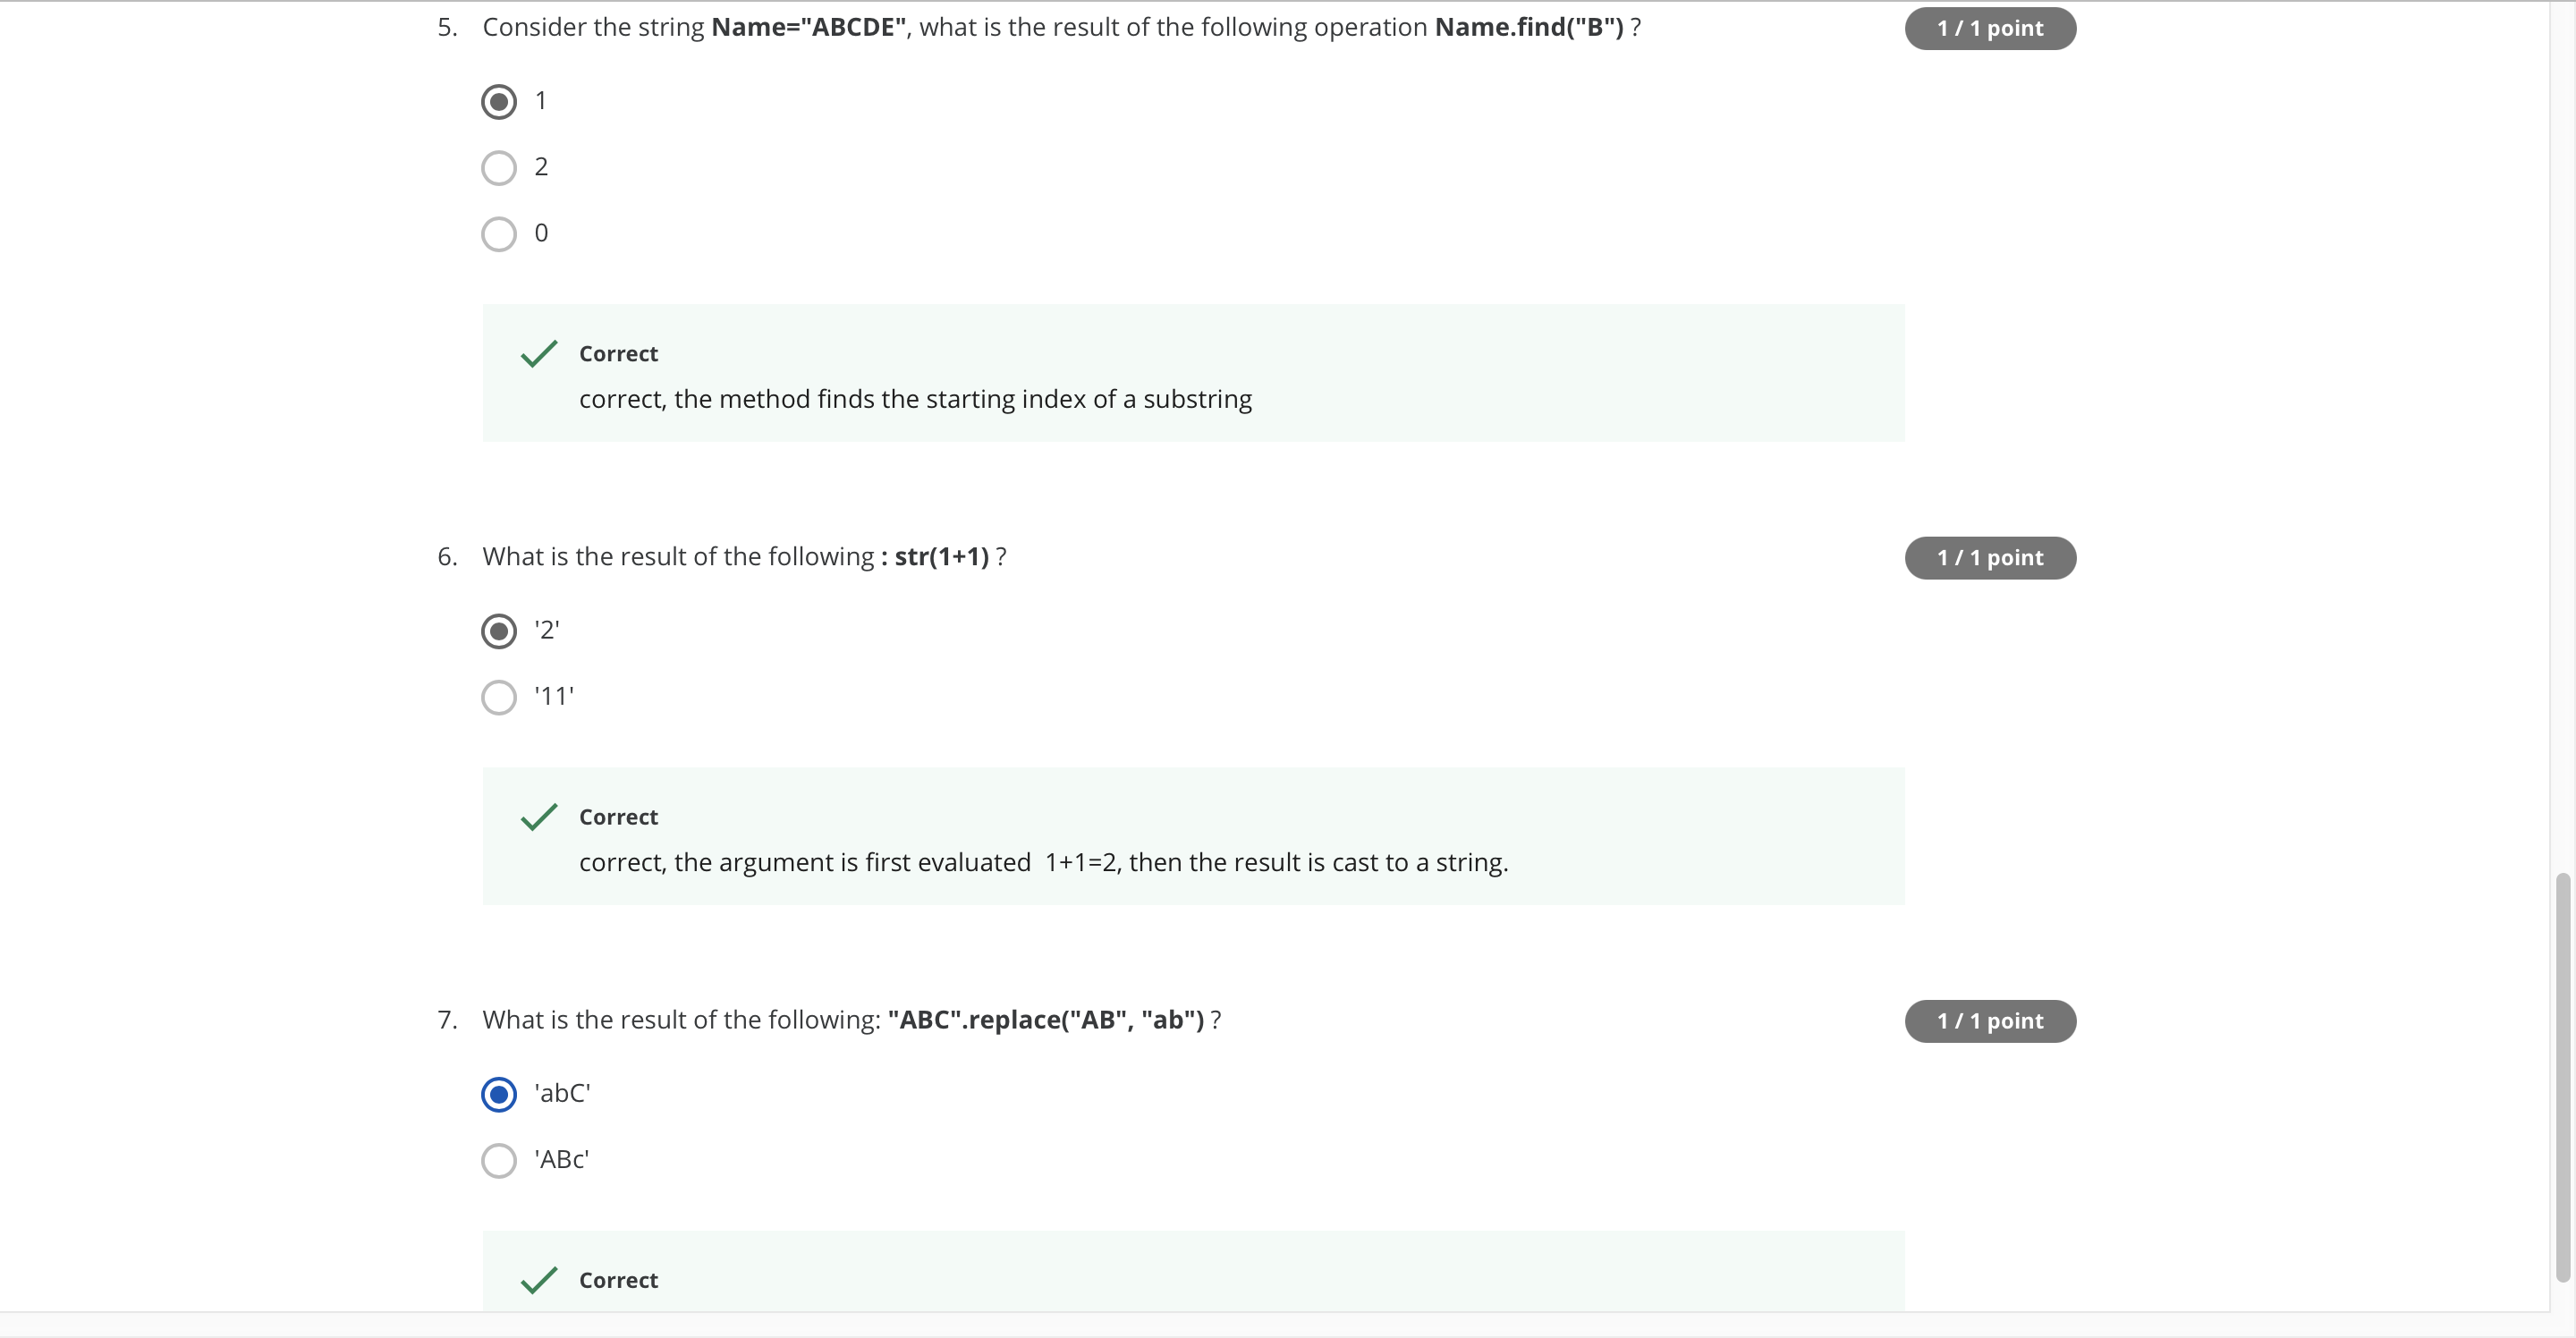 5. Consider the string Name="ABCDE", what is the result of the following operation Name.find("B") ?
1 / 1 point
1
2
0
Correct
correct, the method finds the starting index of a substring
6. What is the result of the following : str(1+1) ?
1 / 1 point
'2'
'11'
Correct
correct, the argument is first evaluated  1+1=2, then the result is cast to a string.
7. What is the result of the following: "ABC".replace("AB", "ab") ?
1 / 1 point
'abC'
'ABc'
Correct